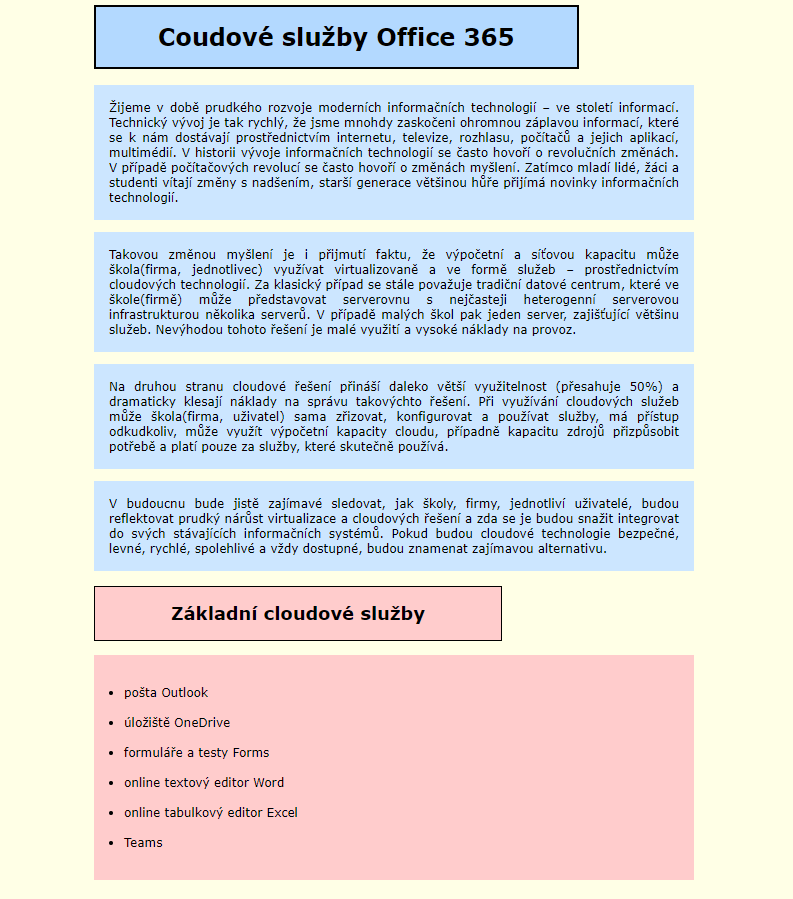 Coudové služby Office 365
Žijeme v době prudkého rozvoje moderních informačních technologií – ve století informací.
Technický vývoj je tak rychlý, že jsme mnohdy zaskočeni ohromnou záplavou informací, které
se k nám dostávají prostřednictvím internetu, televize, rozhlasu, počítačů a jejich aplikací,
multimédií. V historii vývoje informačních technologií se často hovoří o revolučních změnách.
V případě počítačových revolucí se často hovoří o změnách myšlení. Zatímco mladí lidé, žáci a
studenti vítají změny s nadšením, starší generace většinou hůře přijímá novinky informačních
technologií.
Takovou změnou myšlení je i přijmutí faktu, že výpočetní a síťovou kapacitu může
škola(firma, jednotlivec) využívat virtualizovaně a ve formě služeb – prostřednictvím
cloudových technologií. Za klasický případ se stále považuje tradiční datové centrum, které ve
škole(firmě) může představovat serverovnu s nejčasteji heterogenní serverovou
infrastrukturou několika serverů. V případě malých škol pak jeden server, zajišťující většinu
služeb. Nevýhodou tohoto řešení je malé využití a vysoké náklady na provoz.
Na druhou stranu cloudové řešení přináší daleko větší využitelnost (přesahuje 50%) a
dramaticky klesají náklady na správu takovýchto řešení. Při využívání cloudových služeb
může škola(firma, uživatel) sama zřizovat, konfigurovat a používat služby, má přístup
odkudkoliv, může využít výpočetní kapacity cloudu, případně kapacitu zdrojů přizpůsobit
potřebě a platí pouze za služby, které skutečně používá.
V budoucnu bude jistě zajímavé sledovat, jak školy, firmy, jednotliví uživatelé, budou
reflektovat prudký nárůst virtualizace a cloudových řešení a zda se je budou snažit integrovat
do svých stávajících informačních systémů. Pokud budou cloudové technologie bezpečné,
levné, rychlé, spolehlivé a vždy dostupné, budou znamenat zajímavou alternativu.
Základní cloudové služby
• pošta Outlook
• úložiště OneDrive
• formuláře a testy Forms
• online textový editor Word
• online tabulkový editor Excel
• Teams